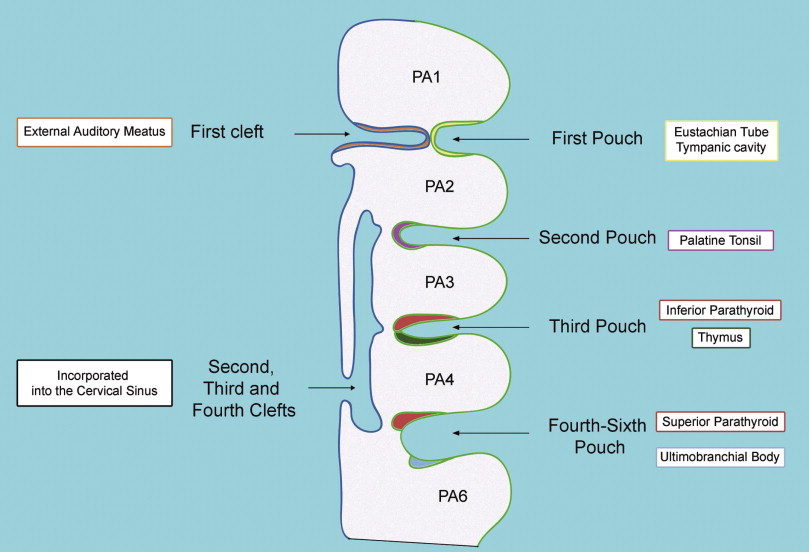 PA1
External Auditory Meatus
First cleft
First Pouch
Eustachian Tube
Tympanic cavity
PA2
Second Pouch
Palatine Tonsil
PA3
Third Pouch
Inferior Parathyroid
Thymus
Incorporated
into the Cervical Sinus
Second,
Third and
Fourth Clefts
PA4
Fourth-Sixth
Pouch
Superior Parathyroid
Ultimobranchial Body
PA6